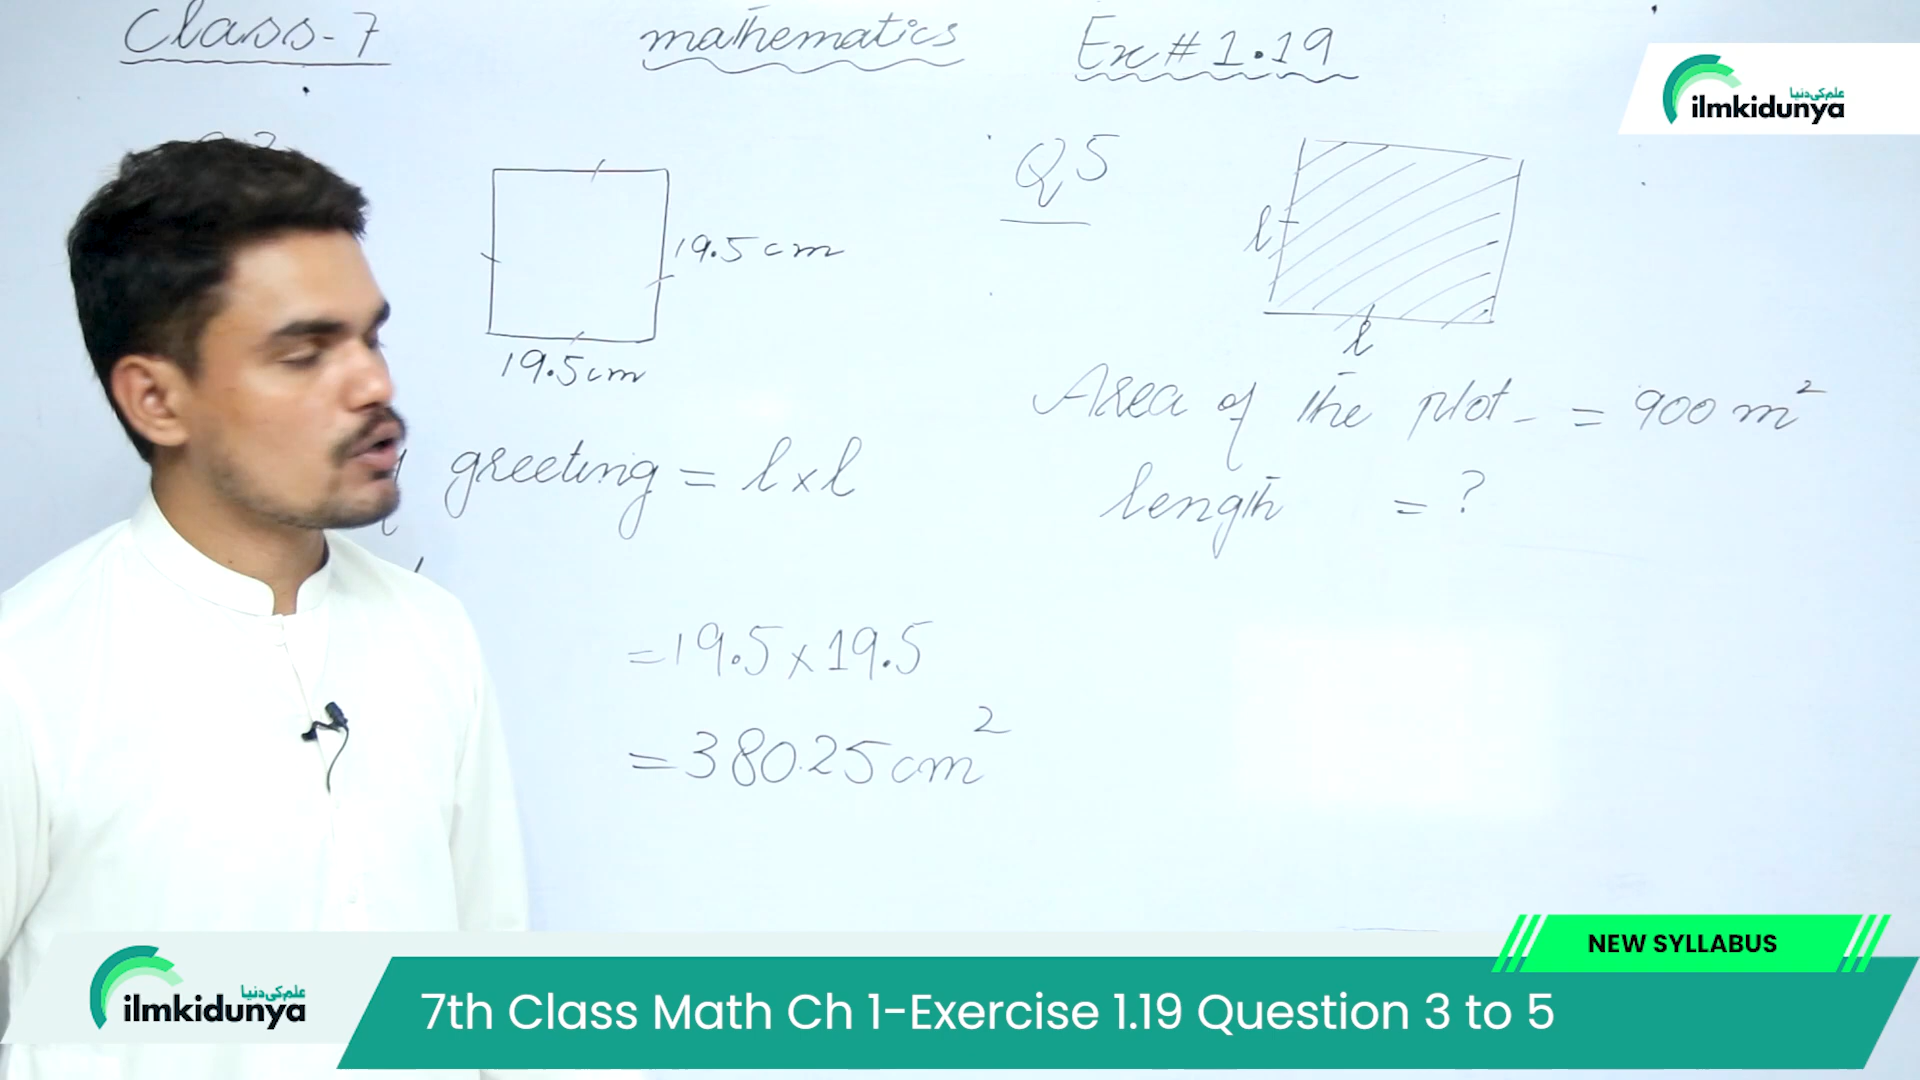 Class-7 mathematics Ex # 1.19
علم کی دنیا
ilmkidunya
19.5cm
19.5cm
greeting = l x l
= 19.5 x 19.5
= 380.25 cm²
Q5
l
l
Area of the plot = 900 m²
length = ?
NEW SYLLABUS
علم کی دنیا
ilmkidunya
7th Class Math Ch 1-Exercise 1.19 Question 3 to 5